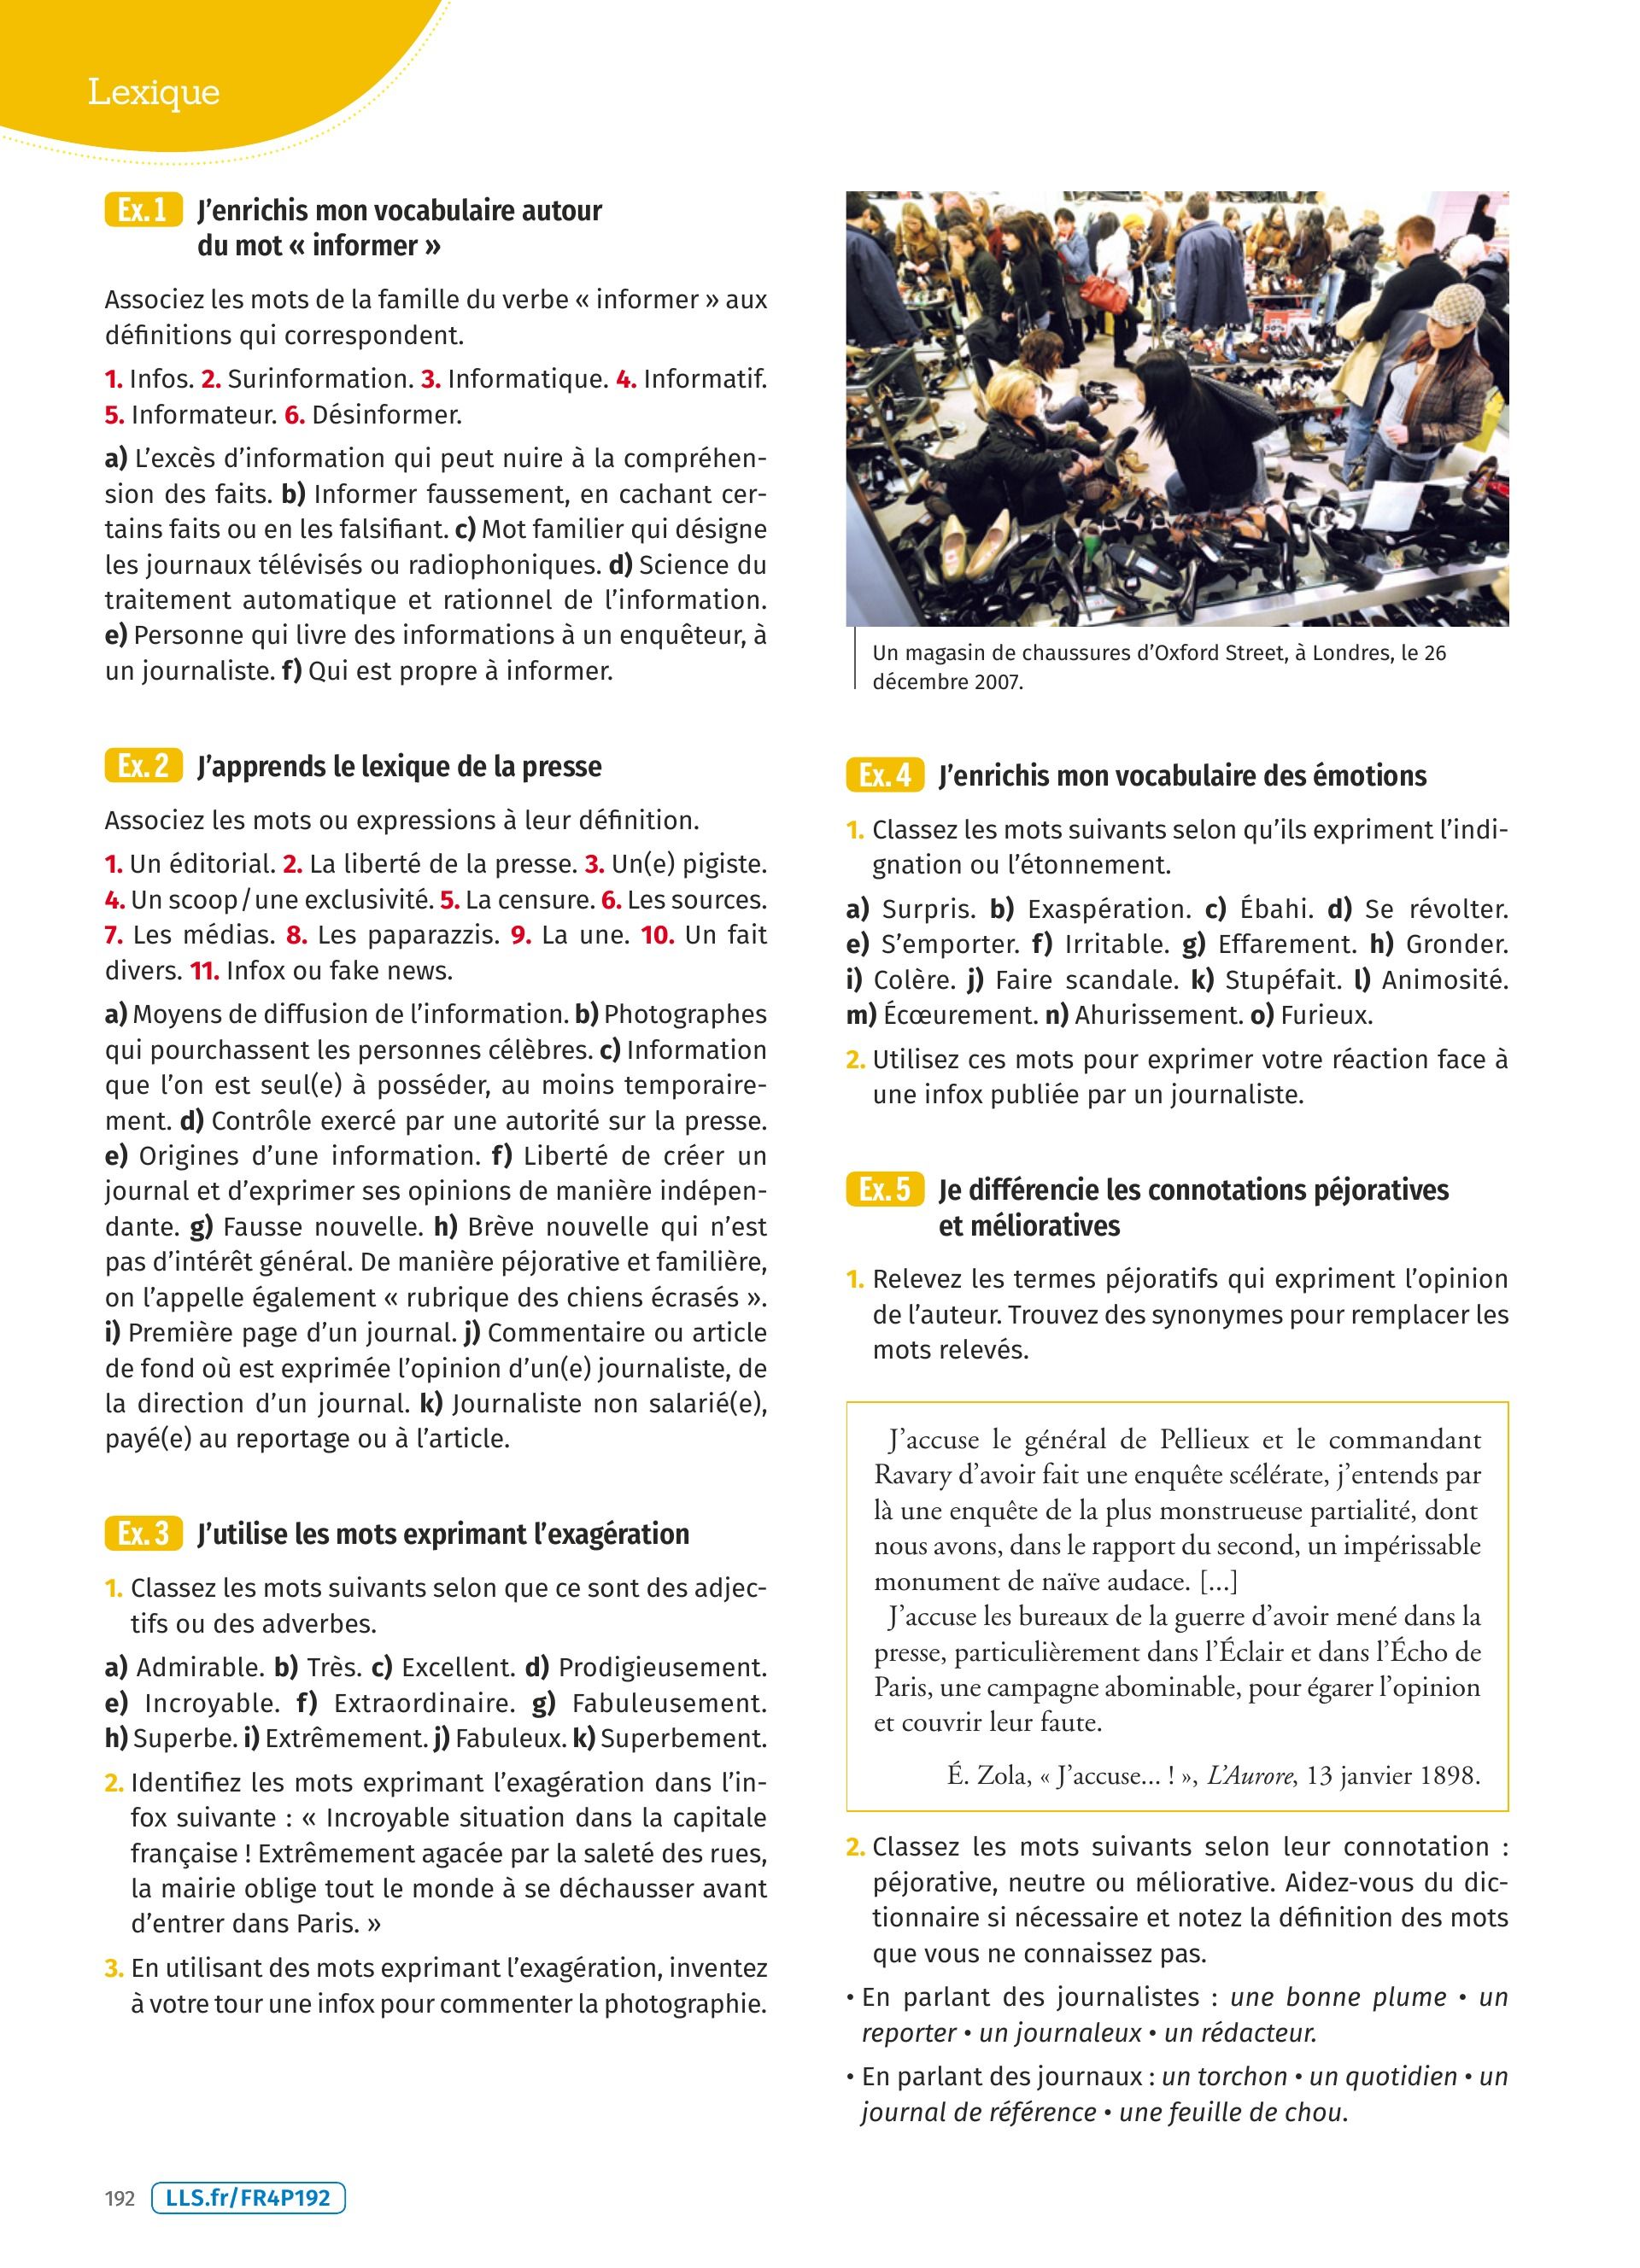 Lexique
Ex. 1 J'enrichis mon vocabulaire autour
du mot « informer »
Associez les mots de la famille du verbe « informer » aux
définitions qui correspondent.
1. Infos. 2. Surinformation. 3. Informatique. 4. Informatif.
5. Informateur. 6. Désinformer.
a) L'excès d'information qui peut nuire à la compréhen-
sion des faits. b) Informer faussement, en cachant cer-
tains faits ou en les falsifiant. c) Mot familier qui désigne
les journaux télévisés ou radiophoniques. d) Science du
traitement automatique et rationnel de l'information.
e) Personne qui livre des informations à un enquêteur, à
un journaliste. f) Qui est propre à informer.
Ex. 2 J'apprends le lexique de la presse
Associez les mots ou expressions à leur définition.
1. Un éditorial. 2. La liberté de la presse. 3. Un(e) pigiste.
4. Un scoop / une exclusivité. 5. La censure. 6. Les sources.
7. Les médias. 8. Les paparazzis. 9. La une. 10. Un fait
divers. 11. Infox ou fake news.
a) Moyens de diffusion de l'information. b) Photographes
qui pourchassent les personnes célèbres. c) Information
que l'on est seul(e) à posséder, au moins temporaire-
ment. d) Contrôle exercé par une autorité sur la presse.
e) Origines d'une information. f) Liberté de créer un
journal et d'exprimer ses opinions de manière indépen-
dante. g) Fausse nouvelle. h) Brève nouvelle qui n'est
pas d'intérêt général. De manière péjorative et familière,
on l'appelle également « rubrique des chiens écrasés ».
i) Première page d'un journal. j) Commentaire ou article
de fond où est exprimée l'opinion d'un(e) journaliste, de
la direction d'un journal. k) Journaliste non salarié(e),
payé(e) au reportage ou à l'article.
Ex. 3 J'utilise les mots exprimant l'exagération
1. Classez les mots suivants selon que ce sont des adjec-
tifs ou des adverbes.
a) Admirable. b) Très. c) Excellent. d) Prodigieusement.
e) Incroyable. f) Extraordinaire. g) Fabuleusement.
h) Superbe. i) Extrêmement. j) Fabuleux. k) Superbement.
2. Identifiez les mots exprimant l'exagération dans l'in-
fox suivante : « Incroyable situation dans la capitale
française ! Extrêmement agacée par la saleté des rues,
la mairie oblige tout le monde à se déchausser avant
d'entrer dans Paris. »
3. En utilisant des mots exprimant l'exagération, inventez
à votre tour une infox pour commenter la photographie.
50%
Un magasin de chaussures d'Oxford Street, à Londres, le 26
décembre 2007.
Ex. 4 J'enrichis mon vocabulaire des émotions
1. Classez les mots suivants selon qu'ils expriment l'indi-
gnation ou l'étonnement.
a) Surpris. b) Exaspération. c) Ébahi. d) Se révolter.
e) S'emporter. f) Irritable. g) Effarement. h) Gronder.
i) Colère. j) Faire scandale. k) Stupéfait. l) Animosité.
m) Écœurement. n) Ahurissement. o) Furieux.
2. Utilisez ces mots pour exprimer votre réaction face à
une infox publiée par un journaliste.
Ex. 5 Je différencie les connotations péjoratives
et mélioratives
1. Relevez les termes péjoratifs qui expriment l'opinion
de l'auteur. Trouvez des synonymes pour remplacer les
mots relevés.
J'accuse le général de Pellieux et le commandant
Ravary d'avoir fait une enquête scélérate, j'entends par
là une enquête de la plus monstrueuse partialité, dont
nous avons, dans le rapport du second, un impérissable
monument de naïve audace. [...]
J'accuse les bureaux de la guerre d'avoir mené dans la
presse, particulièrement dans l'Éclair et dans l'Écho de
Paris, une campagne abominable, pour égarer l'opinion
et couvrir leur faute.
É. Zola, « J'accuse... ! », L'Aurore, 13 janvier 1898.
2. Classez les mots suivants selon leur connotation :
péjorative, neutre ou méliorative. Aidez-vous du dic-
tionnaire si nécessaire et notez la définition des mots
que vous ne connaissez pas.
• En parlant des journalistes : une bonne plume • un
reporter • un journaleux • un rédacteur.
• En parlant des journaux : un torchon • un quotidien • un
journal de référence • une feuille de chou.
192 LLS.fr/FR4P192